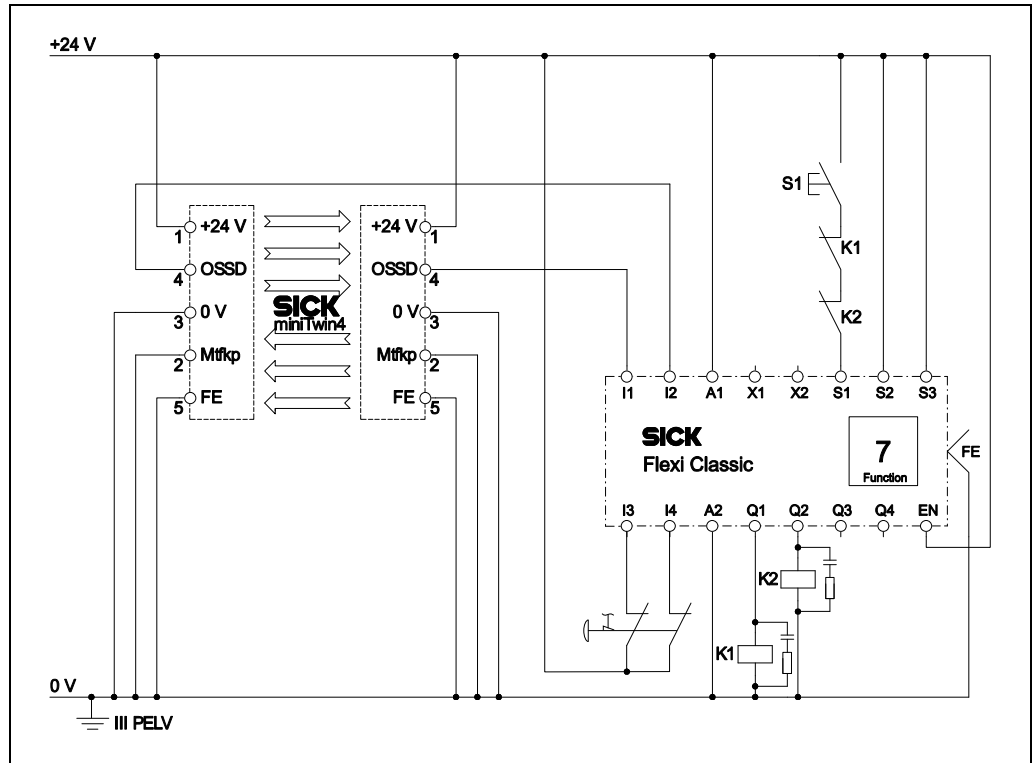 +24 V
S1
1 +24 V +24 V 1
K1
4 OSSD OSSD 4
SICK
3 0 V 0 V 3
miniTwin4
K2
2 Mtfkp Mtfkp 2
5 FE FE 5
I1 I2 A1 X1 X2 S1 S2 S3
SICK
Flexi Classic
7
Function
FE
I3 I4 A2 Q1 Q2 Q3 Q4 EN
K2
K1
0 V
III PELV